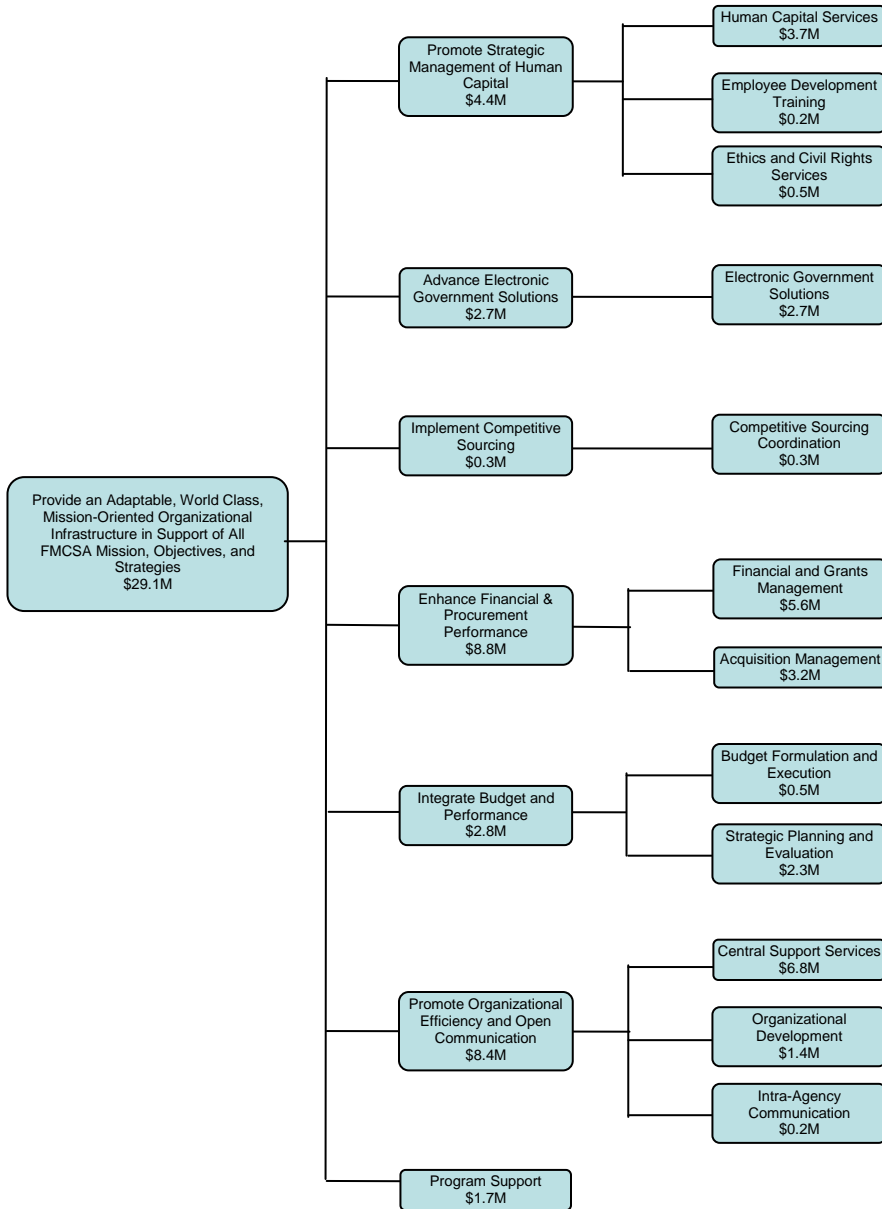 Provide an Adaptable, World Class,
Mission-Oriented Organizational
Infrastructure in Support of All
FMCSA Mission, Objectives, and
Strategies
$29.1M
Promote Strategic
Management of Human
Capital
$4.4M
Human Capital Services
$3.7M
Employee Development
Training
$0.2M
Ethics and Civil Rights
Services
$0.5M
Advance Electronic
Government Solutions
$2.7M
Electronic Government
Solutions
$2.7M
Implement Competitive
Sourcing
$0.3M
Competitive Sourcing
Coordination
$0.3M
Enhance Financial &
Procurement
Performance
$8.8M
Financial and Grants
Management
$5.6M
Acquisition Management
$3.2M
Integrate Budget and
Performance
$2.8M
Budget Formulation and
Execution
$0.5M
Strategic Planning and
Evaluation
$2.3M
Promote Organizational
Efficiency and Open
Communication
$8.4M
Central Support Services
$6.8M
Organizational
Development
$1.4M
Intra-Agency
Communication
$0.2M
Program Support
$1.7M